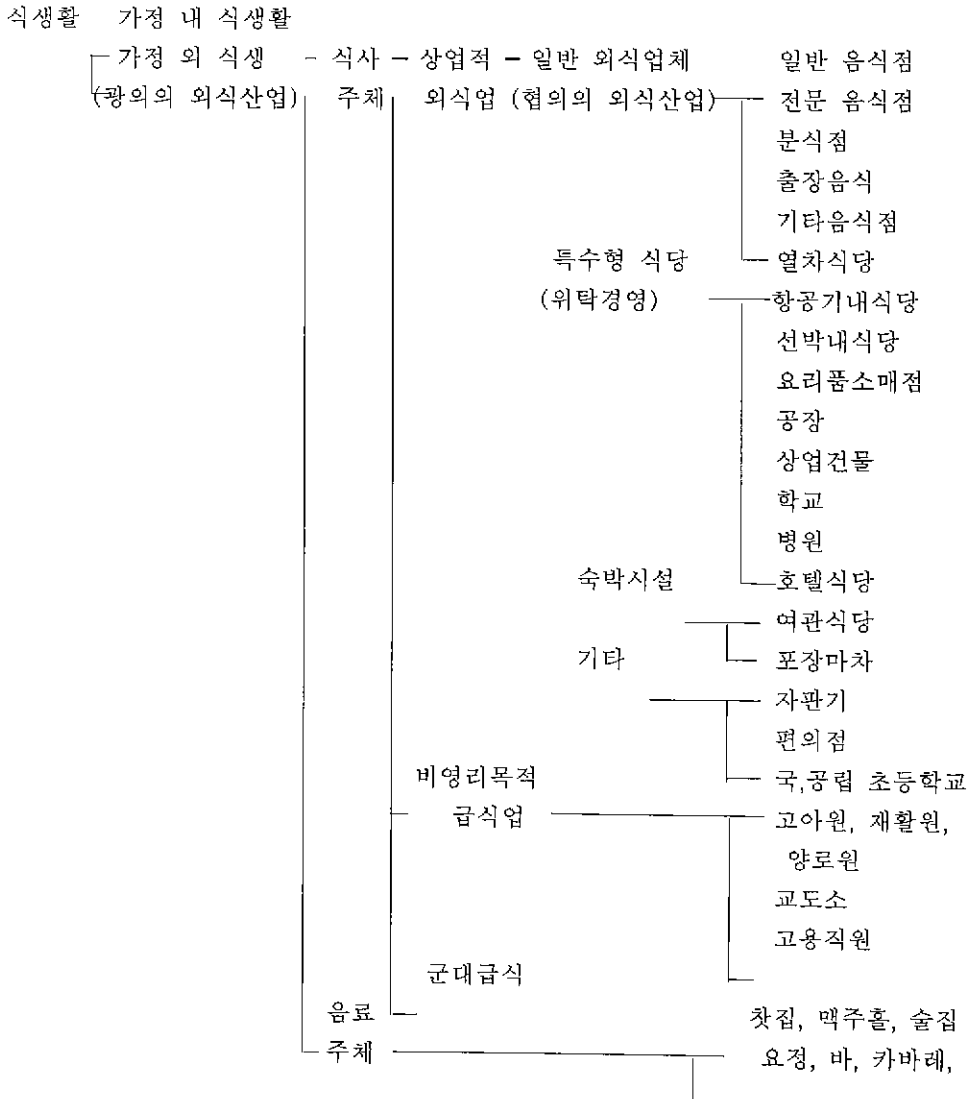 식생활 가정 내 식생활
가정 외 식생 - 식사 - 상업적 - 일반 외식업체 일반 음식점
(광의의 외식산업) 주체 외식업 (협의의 외식산업) 전문 음식점
분식점
출장음식
기타음식점
특수형 식당 열차식당
(위탁경영) 항공기내식당
선박내식당
요리품소매점
공장
상업건물
학교
병원
숙박시설 호텔식당
여관식당
기타 포장마차
자판기
편의점
비영리목적 국,공립 초등학교
급식업 고아원, 재활원,
양로원
교도소
고용직원
군대급식
음료 찻집, 맥주홀, 술집
주체 요정, 바, 카바레,